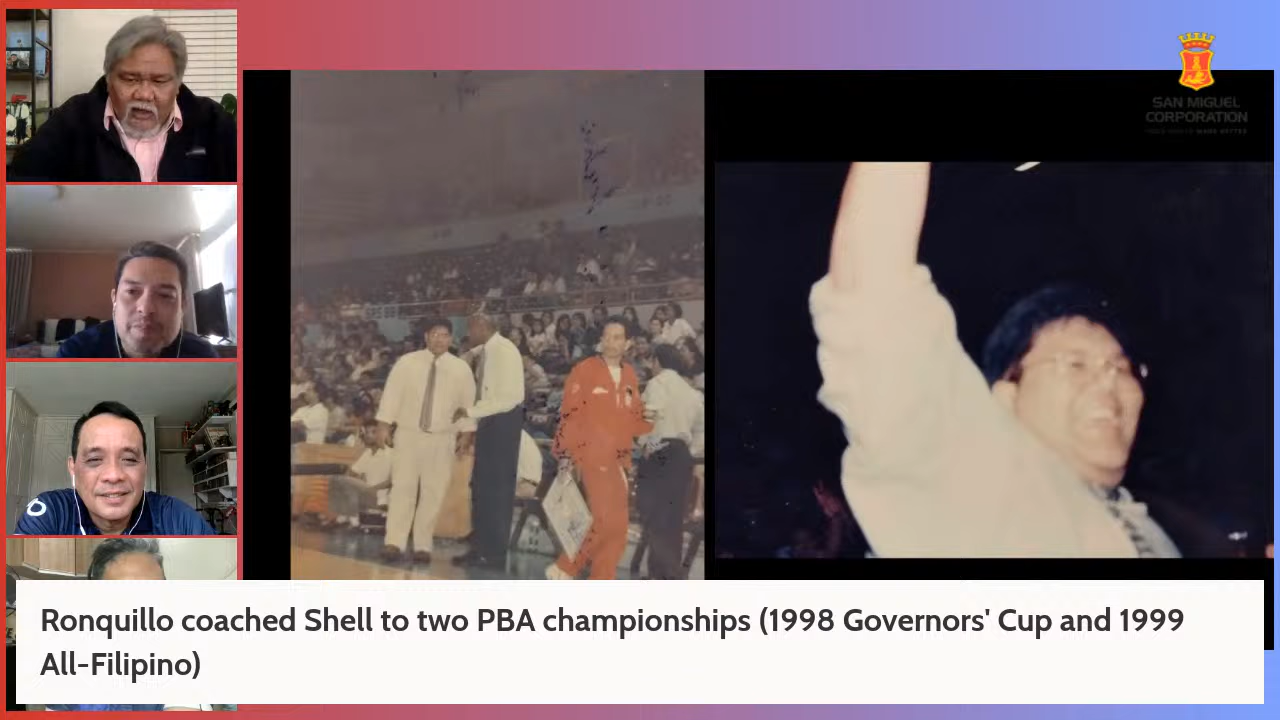 SAN MIGUEL
CORPORATION
Ronquillo coached Shell to two PBA championships (1998 Governors' Cup and 1999
All-Filipino)